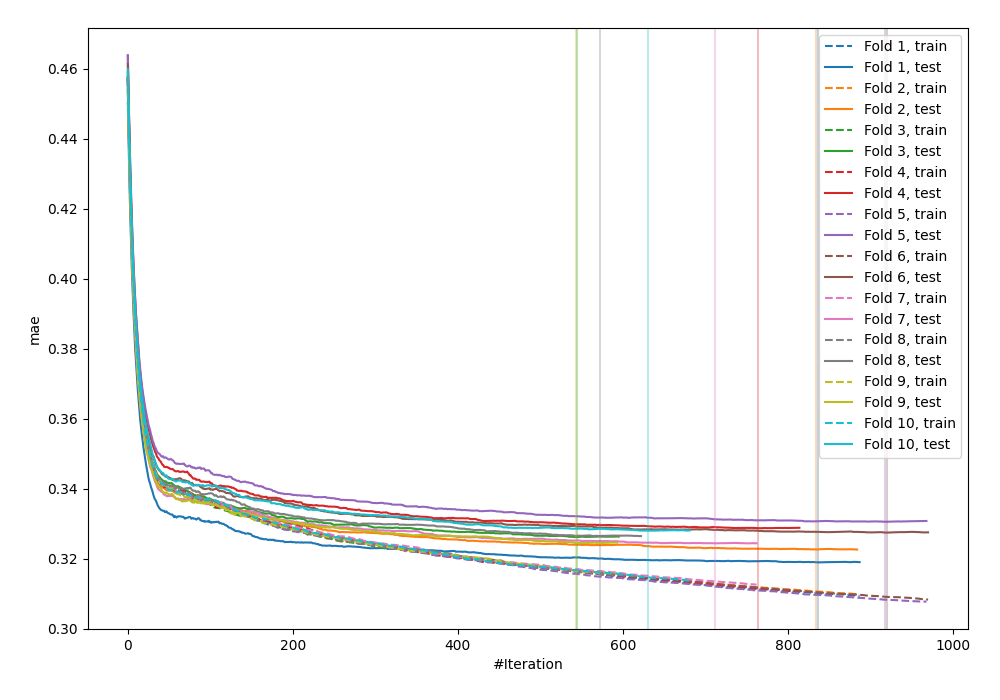 0.46
0.44
0.42
0.40
0.38
0.36
0.34
0.32
0.30
mae
0
200
400
600
800
1000
#Iteration
Fold 1, train
Fold 1, test
Fold 2, train
Fold 2, test
Fold 3, train
Fold 3, test
Fold 4, train
Fold 4, test
Fold 5, train
Fold 5, test
Fold 6, train
Fold 6, test
Fold 7, train
Fold 7, test
Fold 8, train
Fold 8, test
Fold 9, train
Fold 9, test
Fold 10, train
Fold 10, test